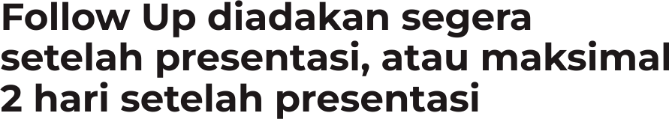 Follow Up diadakan segera
setelah presentasi, atau maksimal
2 hari setelah presentasi